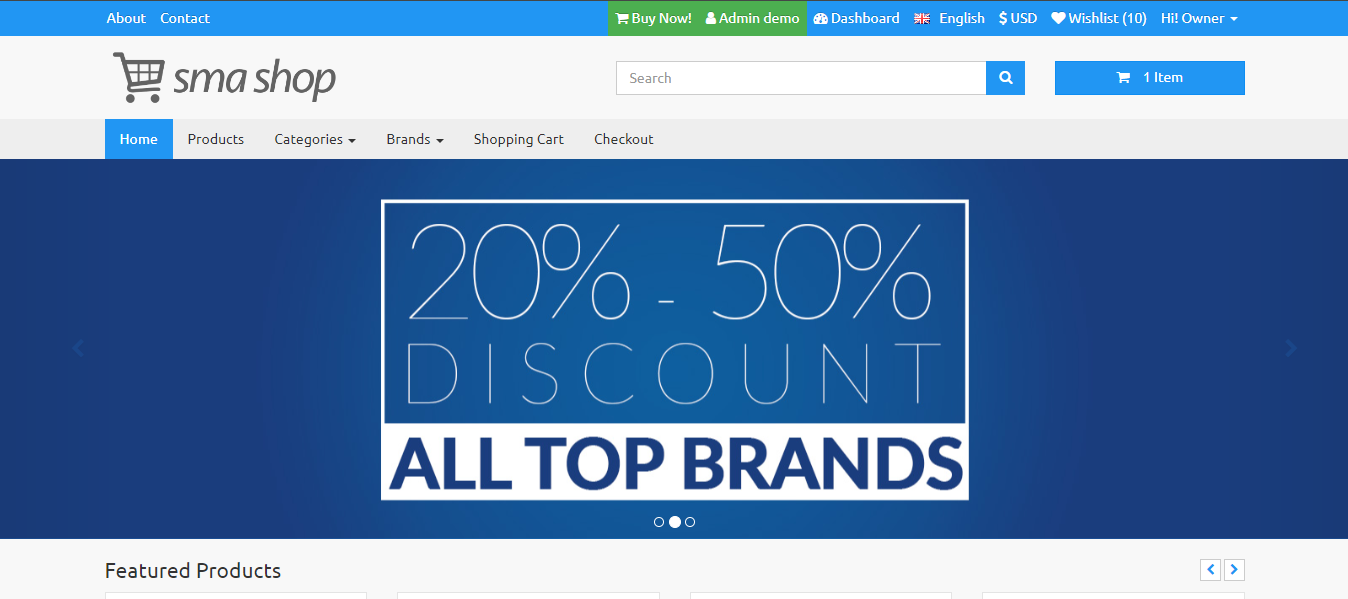 About Contact Buy Now! Admin demo Dashboard English $ USD Wishlist (10) Hi! Owner
sma shop Search 1 Item
Home Products Categories Brands Shopping Cart Checkout
20% - 50%
DISCOUNT
ALL TOP BRANDS
Featured Products